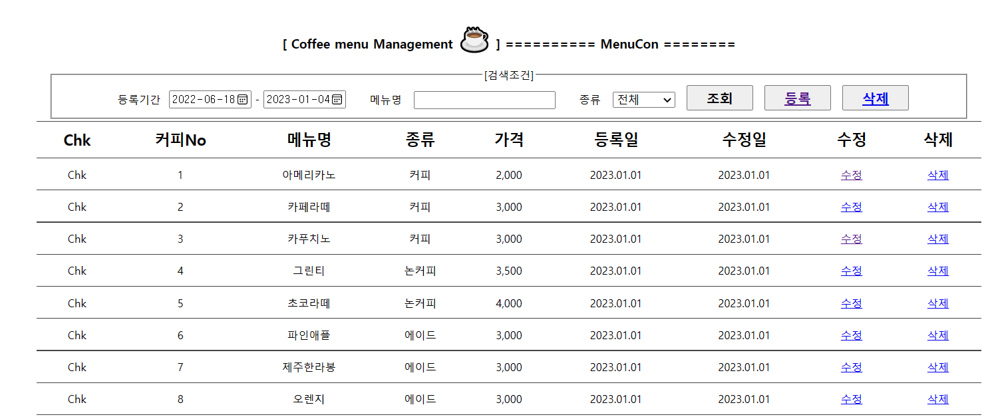 [ Coffee menu Management ] ========== MenuCon ========
[검색조건]
등록기간 2022-06-18 - 2023-01-04 메뉴명 종류 전체 조회 등록 삭제
Chk 커피No 메뉴명 종류 가격 등록일 수정일 수정 삭제
Chk 1 아메리카노 커피 2,000 2023.01.01 2023.01.01 수정 삭제
Chk 2 카페라떼 커피 3,000 2023.01.01 2023.01.01 수정 삭제
Chk 3 카푸치노 커피 3,000 2023.01.01 2023.01.01 수정 삭제
Chk 4 그린티 논커피 3,500 2023.01.01 2023.01.01 수정 삭제
Chk 5 초코라떼 논커피 4,000 2023.01.01 2023.01.01 수정 삭제
Chk 6 파인애플 에이드 3,000 2023.01.01 2023.01.01 수정 삭제
Chk 7 제주한라봉 에이드 3,000 2023.01.01 2023.01.01 수정 삭제
Chk 8 오렌지 에이드 3,000 2023.01.01 2023.01.01 수정 삭제